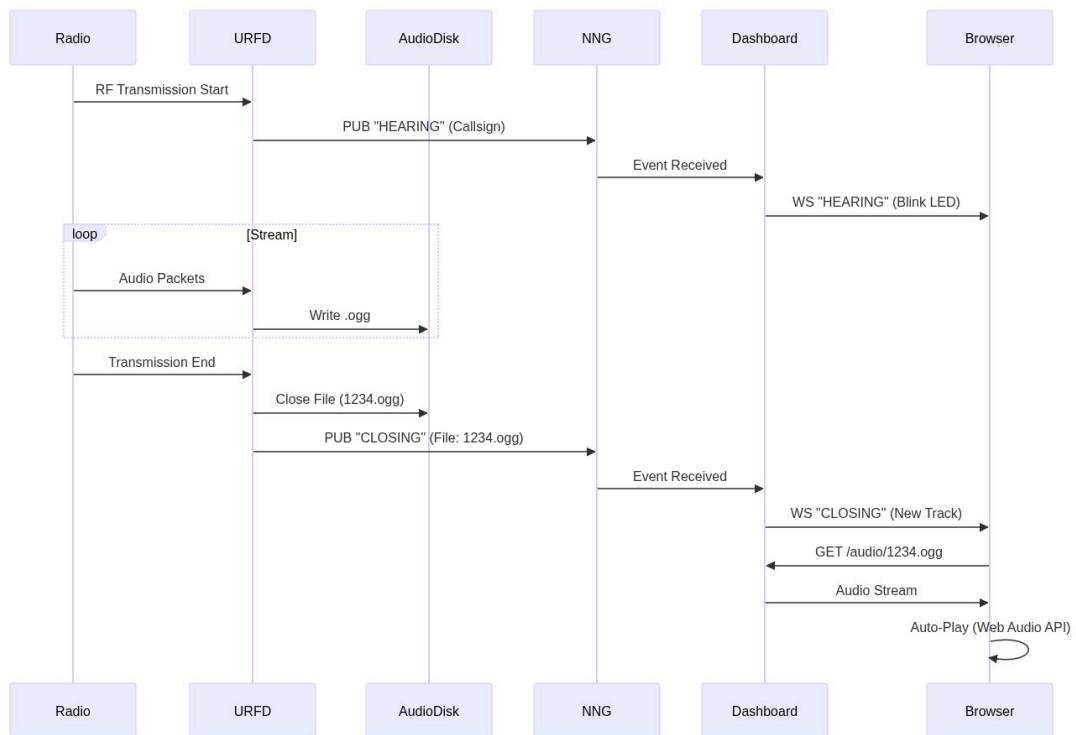 Radio
URFD
AudioDisk
NNG
Dashboard
Browser
RF Transmission Start
PUB "HEARING" (Callsign)
Event Received
WS "HEARING" (Blink LED)
loop
[Stream]
Audio Packets
Write .ogg
Transmission End
Close File (1234.ogg)
PUB "CLOSING" (File: 1234.ogg)
Event Received
WS "CLOSING" (New Track)
GET /audio/1234.ogg
Audio Stream
Auto-Play (Web Audio API)
Radio
URFD
AudioDisk
NNG
Dashboard
Browser